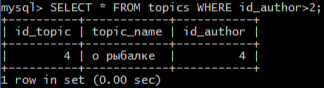 mysql> SELECT * FROM topics WHERE id_author>2;
+----------+------------+-----------+
| id_topic | topic_name | id_author |
+----------+------------+-----------+
|        4 | о рыбалке  |         4 |
+----------+------------+-----------+
1 row in set (0.00 sec)